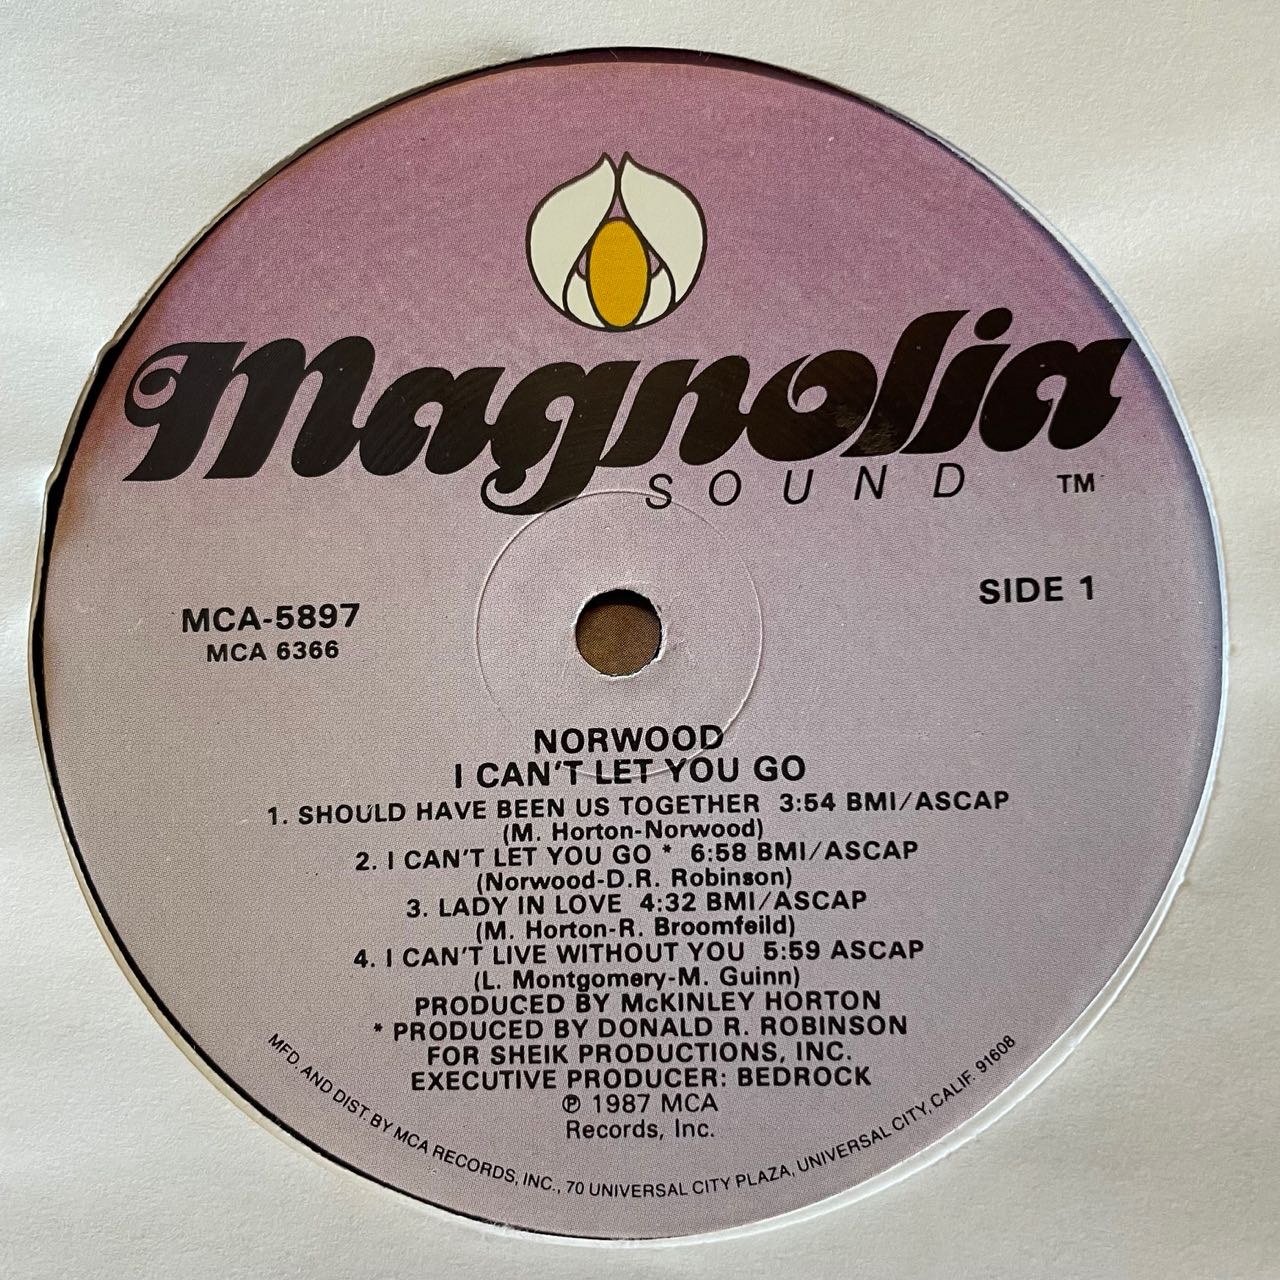 Magnolia
SOUND TM
MCA-5897
MCA 6366
SIDE 1
NORWOOD
I CAN'T LET YOU GO
1. SHOULD HAVE BEEN US TOGETHER 3:54 BMI/ASCAP
(M. Horton-Norwood)
2. I CAN'T LET YOU GO * 6:58 BMI/ASCAP
(Norwood-D.R. Robinson)
3. LADY IN LOVE 4:32 BMI/ASCAP
(M. Horton-R. Broomfeild)
4. I CAN'T LIVE WITHOUT YOU 5:59 ASCAP
(L. Montgomery-M. Guinn)
PRODUCED BY McKINLEY HORTON
* PRODUCED BY DONALD R. ROBINSON
FOR SHEIK PRODUCTIONS, INC.
EXECUTIVE PRODUCER: BEDROCK
℗ 1987 MCA
Records, Inc.
MFD. AND DIST. BY MCA RECORDS, INC., 70 UNIVERSAL CITY PLAZA, UNIVERSAL CITY, CALIF. 91608